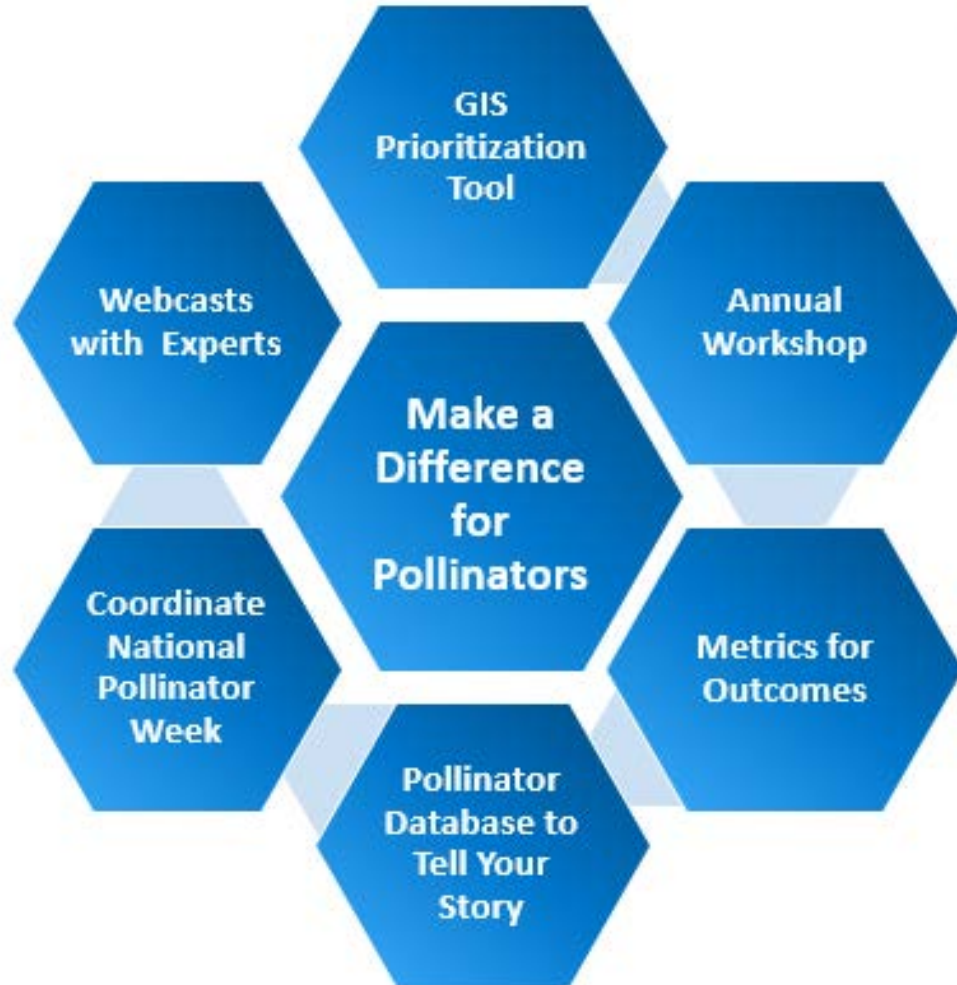 GIS
Prioritization
Tool
Annual
Workshop
Metrics for
Outcomes
Pollinator
Database to
Tell Your
Story
Coordinate
National
Pollinator
Week
Webcasts
with Experts
Make a
Difference
for
Pollinators